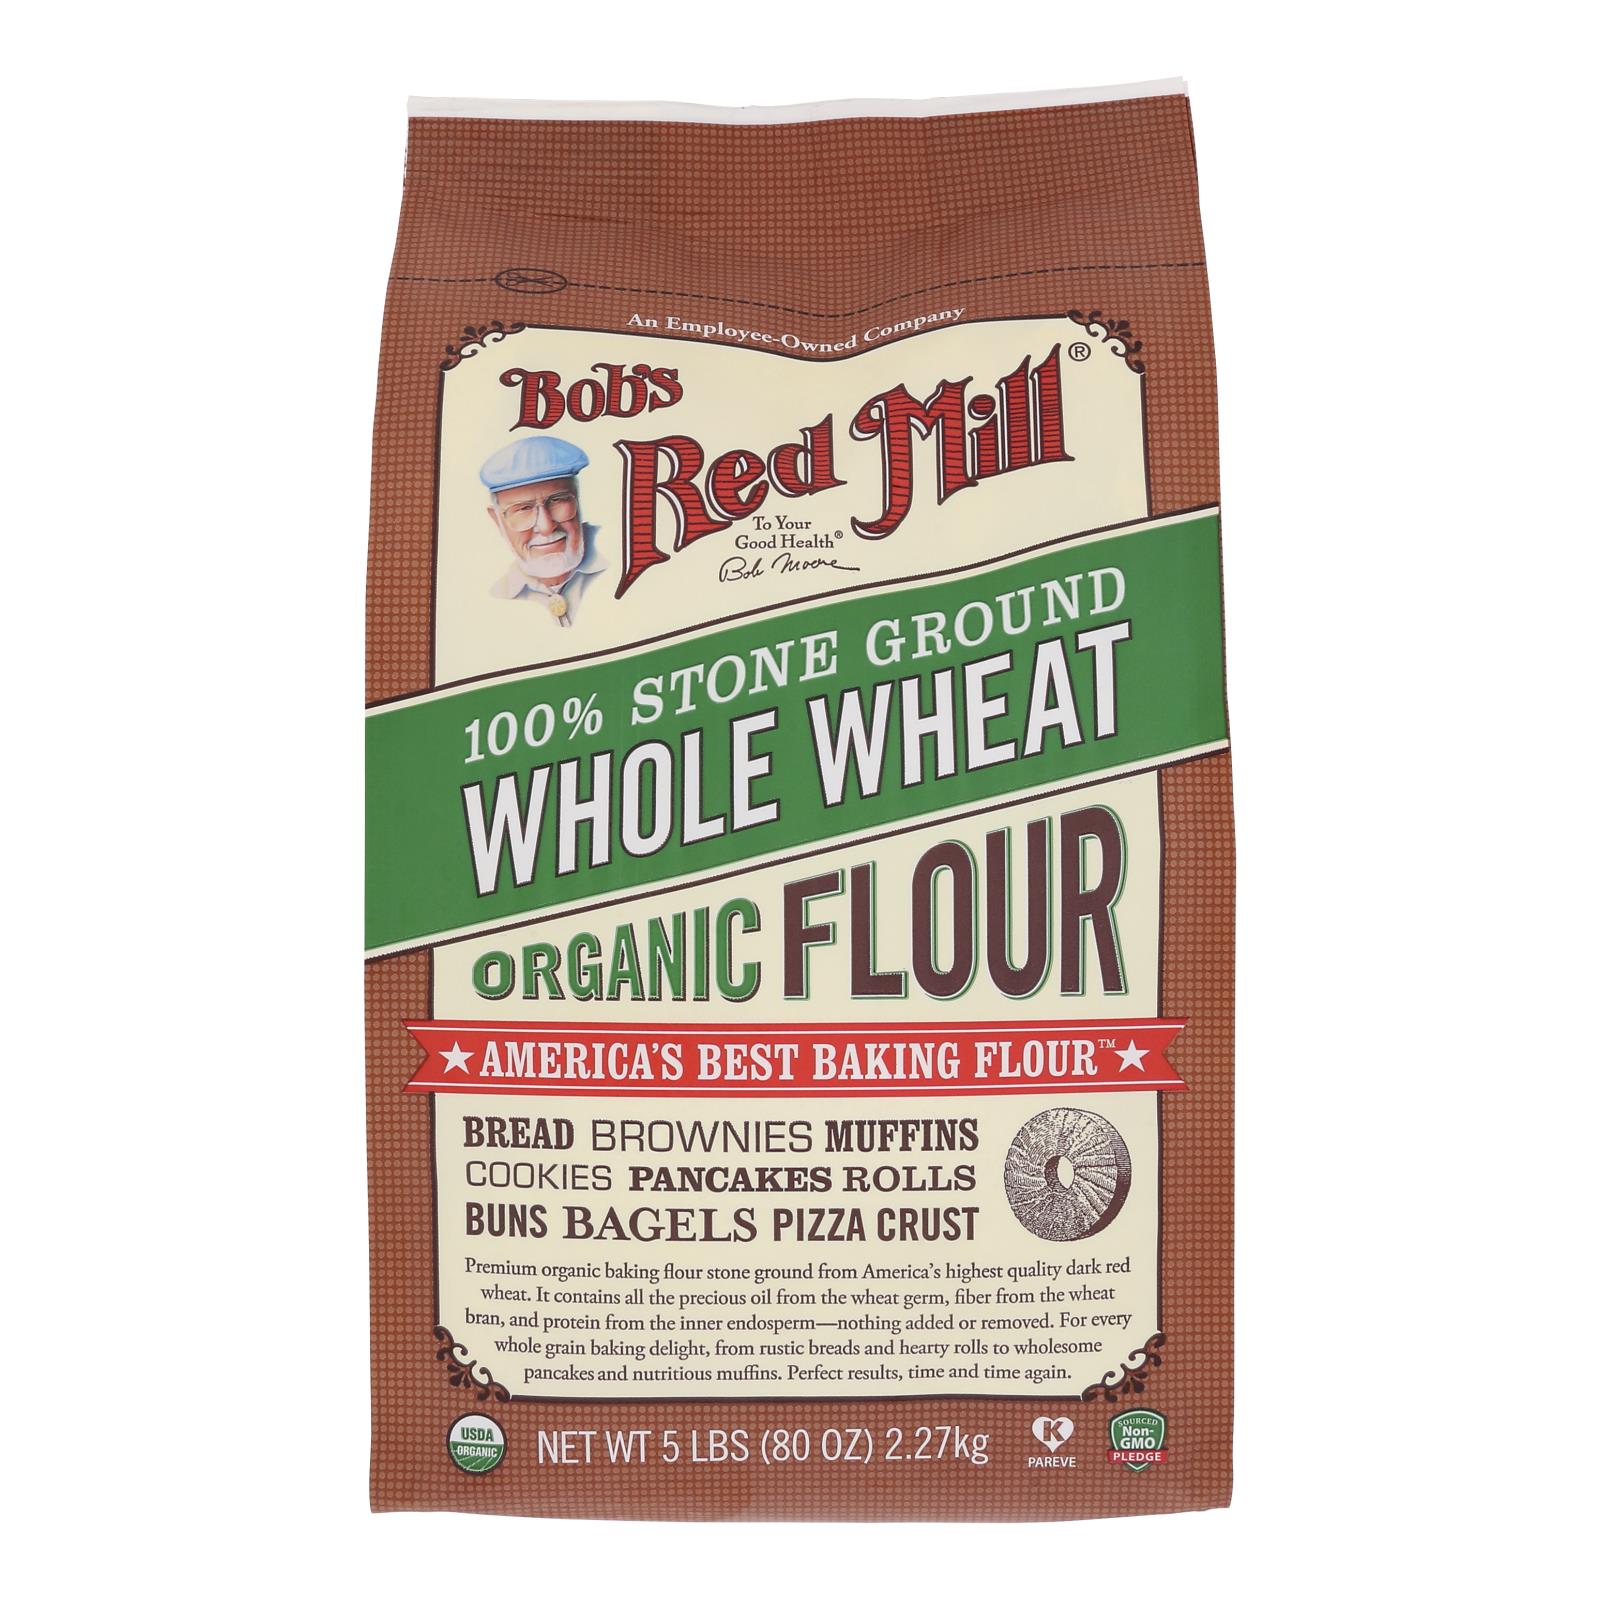 An Employee-Owned Company
Bob's
Red Mill®
To Your
Good Health®
Bob Moore
100% STONE GROUND
WHOLE WHEAT
ORGANIC FLOUR
★ AMERICA'S BEST BAKING FLOUR™ ★
BREAD BROWNIES MUFFINS
COOKIES PANCAKES ROLLS
BUNS BAGELS PIZZA CRUST
Premium organic baking flour stone ground from America's highest quality dark red
wheat. It contains all the precious oil from the wheat germ, fiber from the wheat
bran, and protein from the inner endosperm—nothing added or removed. For every
whole grain baking delight, from rustic breads and hearty rolls to wholesome
pancakes and nutritious muffins. Perfect results, time and time again.
USDA
ORGANIC
NET WT 5 LBS (80 OZ) 2.27kg
K
PAREVE
SOURCED
Non-
GMO
PLEDGE